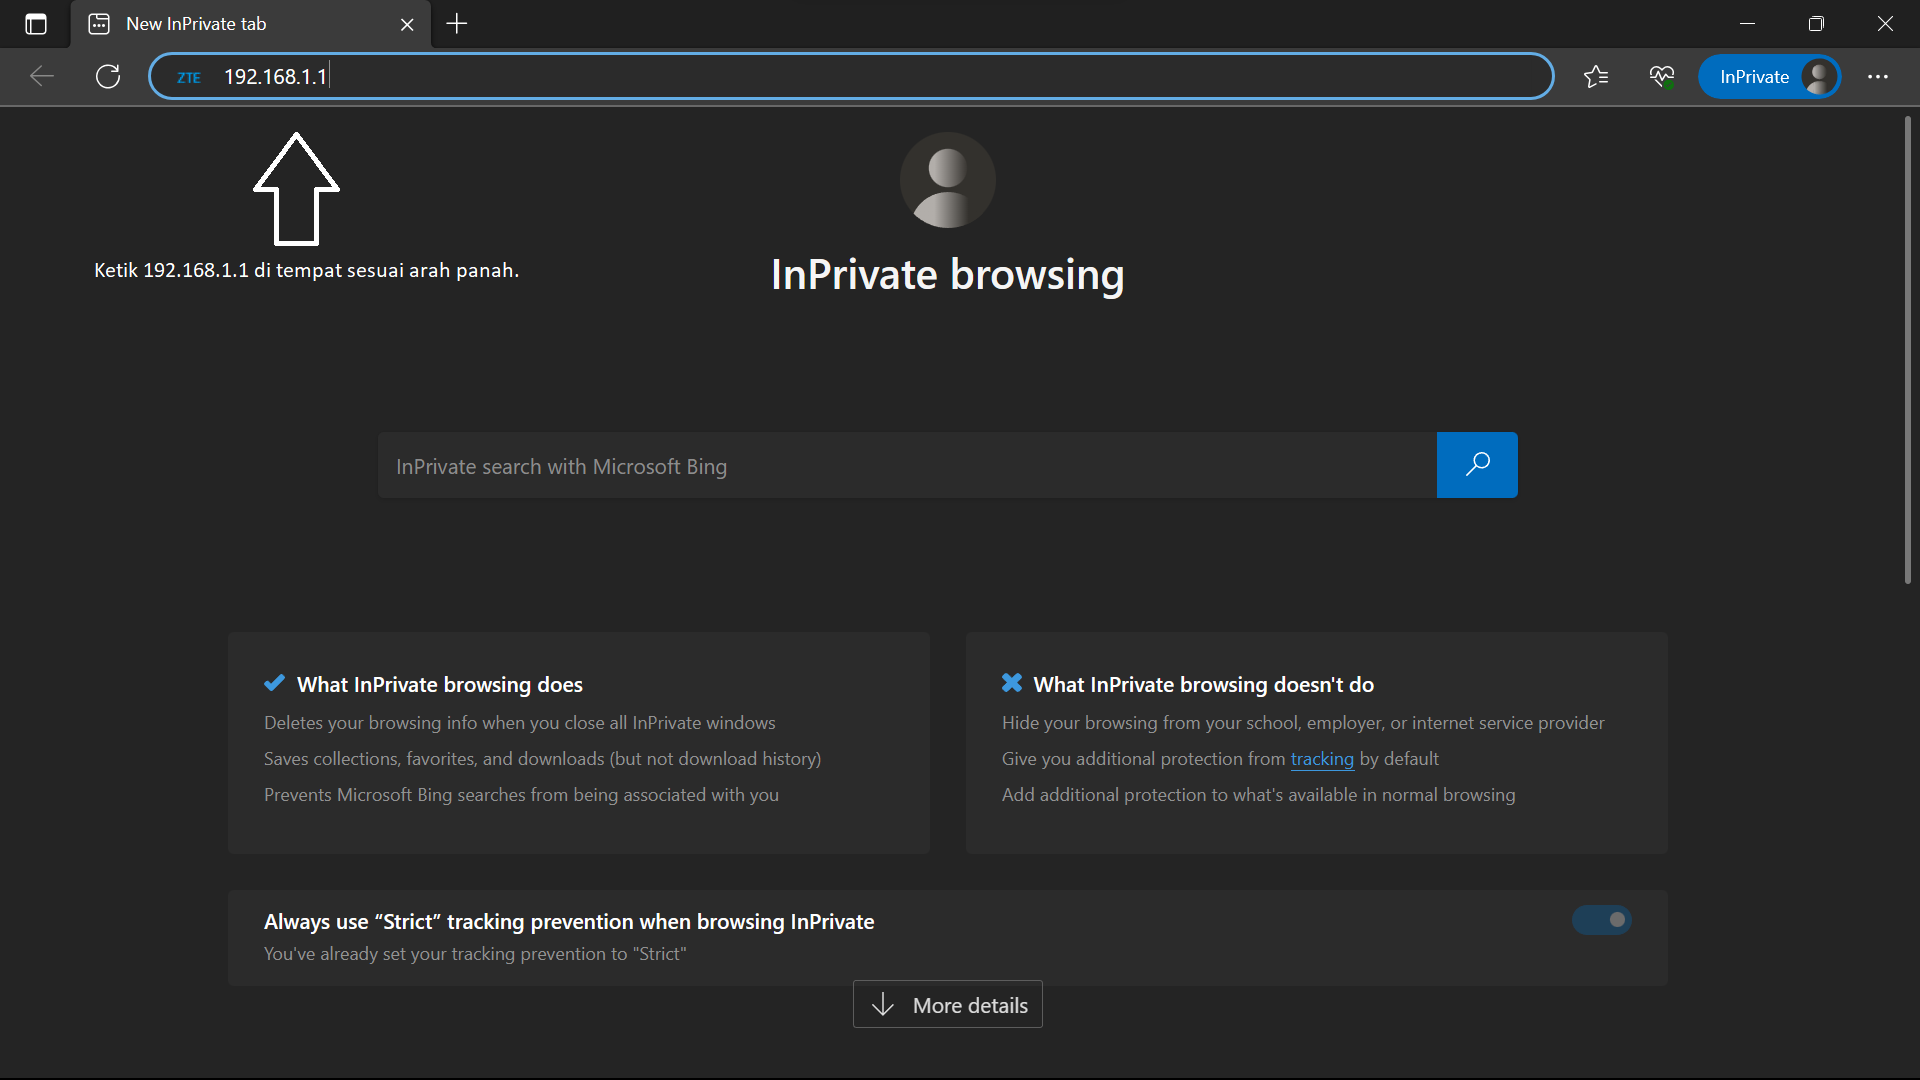 New InPrivate tab
ZTE 192.168.1.1
InPrivate
Ketik 192.168.1.1 di tempat sesuai arah panah.
InPrivate browsing
InPrivate search with Microsoft Bing
What InPrivate browsing does
Deletes your browsing info when you close all InPrivate windows
Saves collections, favorites, and downloads (but not download history)
Prevents Microsoft Bing searches from being associated with you
What InPrivate browsing doesn't do
Hide your browsing from your school, employer, or internet service provider
Give you additional protection from tracking by default
Add additional protection to what's available in normal browsing
Always use “Strict” tracking prevention when browsing InPrivate
You've already set your tracking prevention to "Strict"
More details